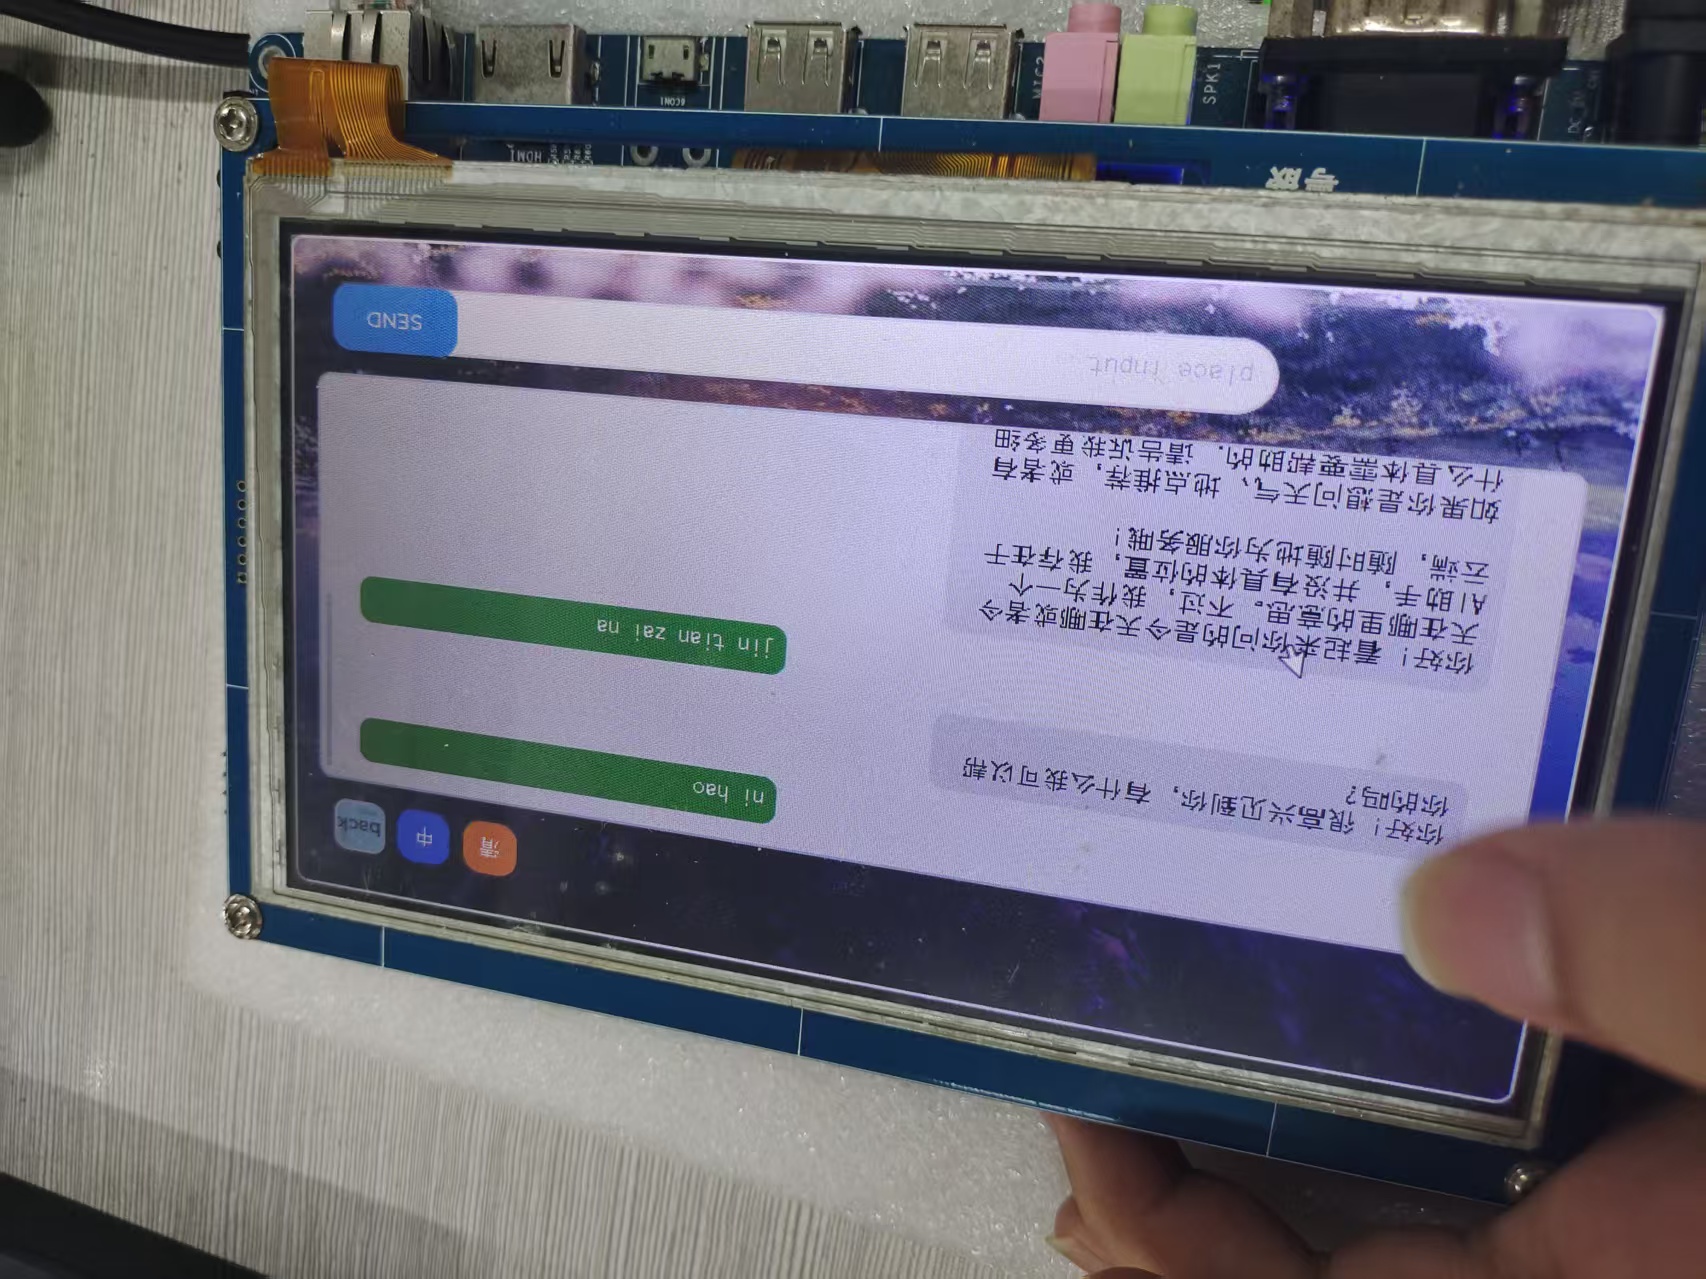 清
中
back
ni hao
你好！很高兴见到你，有什么我可以帮
你的吗？
jin tian zai na
你好！看起来你问的是今天在哪或者今
天在哪里的意思。不过，我作为一个
AI助手，并没有具体的位置，我存在于
云端，随时随地为你服务哦！
如果你是想问天气、地点推荐，或者有
什么具体需要帮助的，请告诉我更多细
place input
SEND
HDMI
MIC2
SPK1